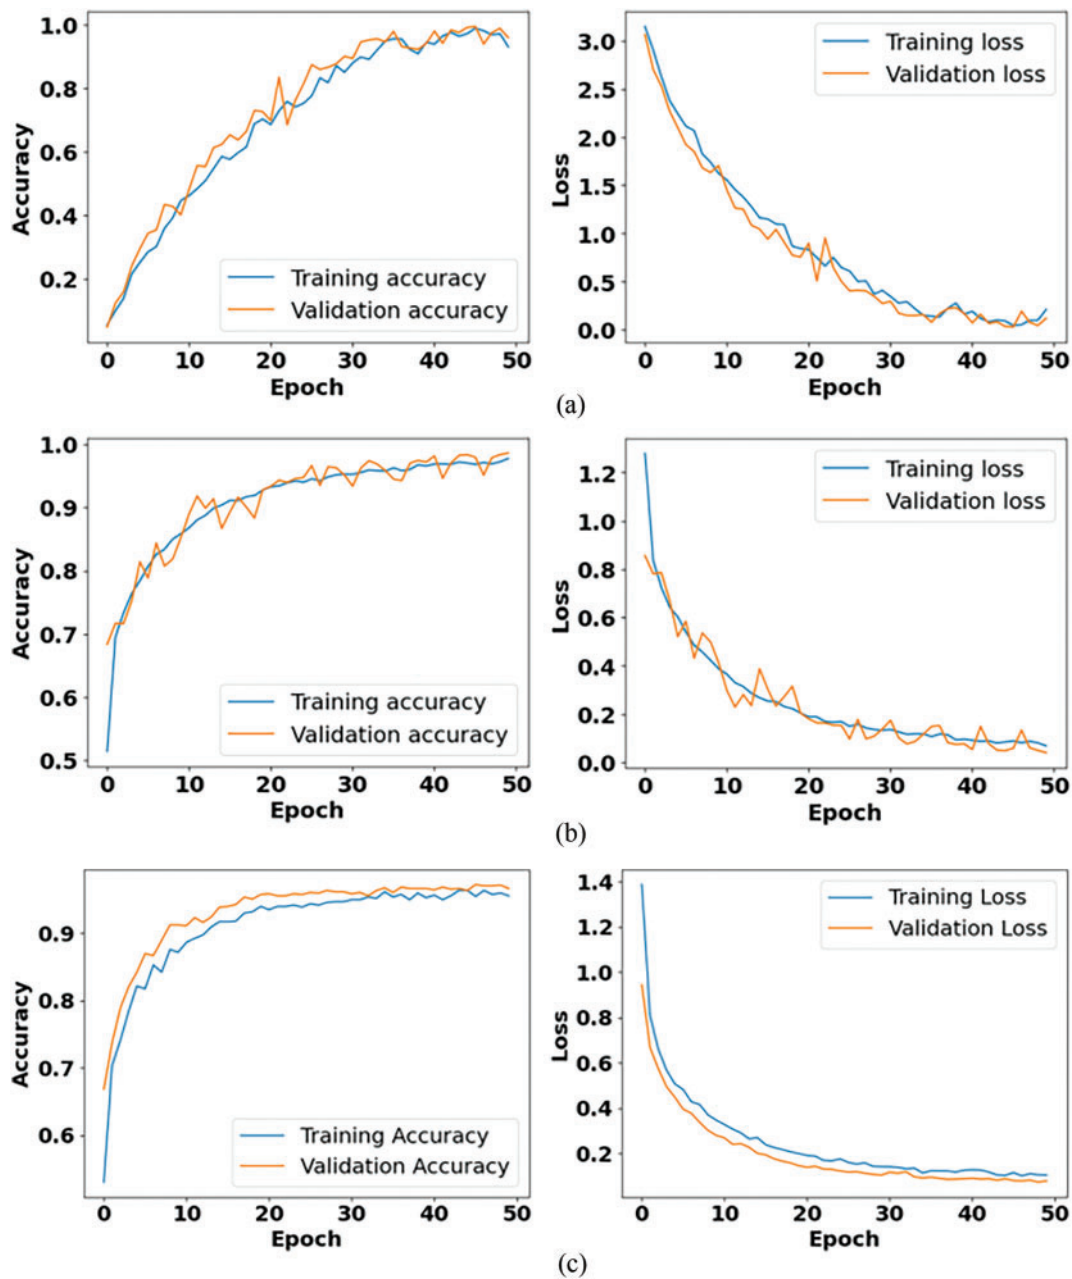 1.0
0.8
0.6
0.4
0.2
Accuracy
Training accuracy
Validation accuracy
0 10 20 30 40 50
Epoch
3.0
2.5
2.0
1.5
1.0
0.5
0.0
Loss
Training loss
Validation loss
0 10 20 30 40 50
Epoch
(a)
1.0
0.9
0.8
0.7
0.6
0.5
Accuracy
Training accuracy
Validation accuracy
0 10 20 30 40 50
Epoch
1.2
1.0
0.8
0.6
0.4
0.2
0.0
Loss
Training loss
Validation loss
0 10 20 30 40 50
Epoch
(b)
0.9
0.8
0.7
0.6
Accuracy
Training Accuracy
Validation Accuracy
0 10 20 30 40 50
Epoch
1.4
1.2
1.0
0.8
0.6
0.4
0.2
Loss
Training Loss
Validation Loss
0 10 20 30 40 50
Epoch
(c)